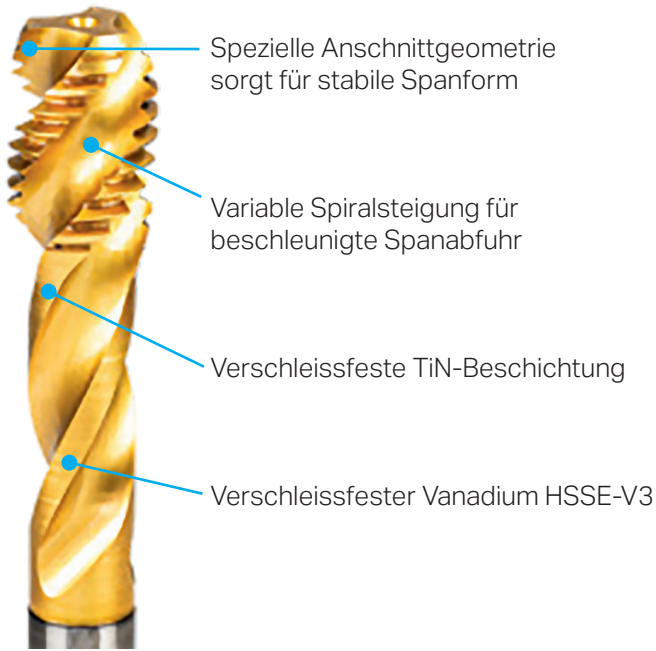 Spezielle Anschnittgeometrie
sorgt für stabile Spanform
Variable Spiralsteigung für
beschleunigte Spanabfuhr
Verschleissfeste TiN-Beschichtung
Verschleissfester Vanadium HSSE-V3